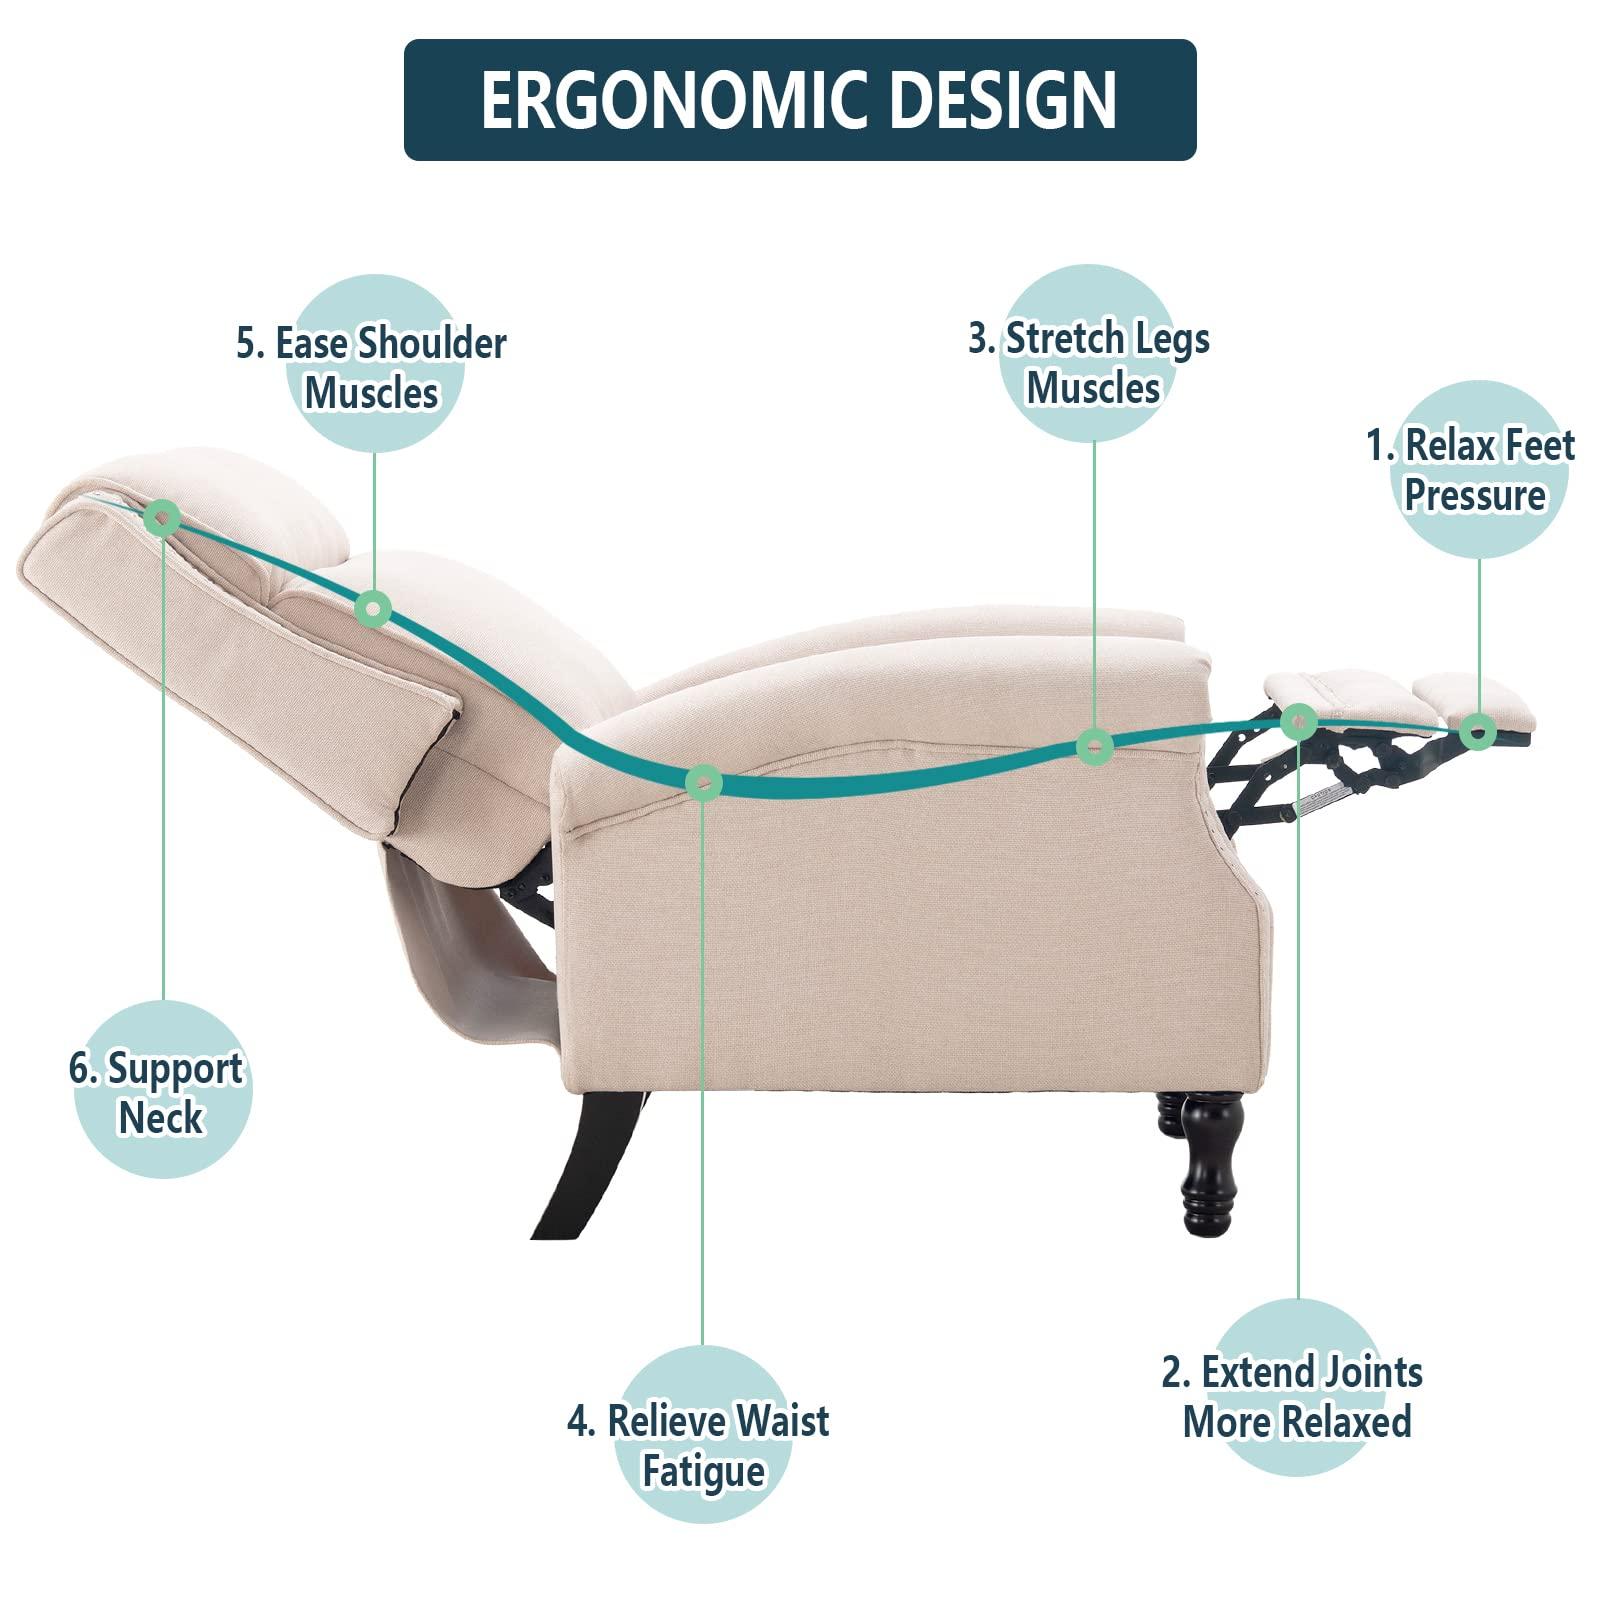 ERGONOMIC DESIGN
5. Ease Shoulder
Muscles
3. Stretch Legs
Muscles
1. Relax Feet
Pressure
6. Support
Neck
4. Relieve Waist
Fatigue
2. Extend Joints
More Relaxed